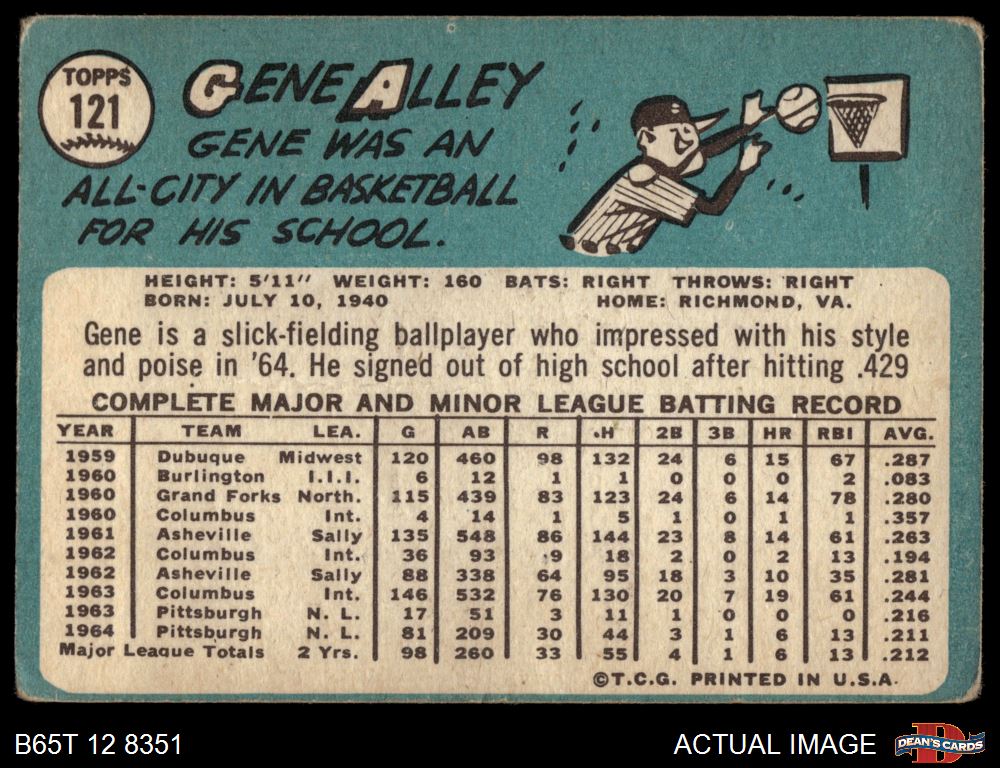 TOPPS
121
GENE ALLEY
GENE WAS AN
ALL-CITY IN BASKETBALL
FOR HIS SCHOOL.
HEIGHT: 5'11" WEIGHT: 160 BATS: RIGHT THROWS: RIGHT
BORN: JULY 10, 1940 HOME: RICHMOND, VA.
Gene is a slick-fielding ballplayer who impressed with his style
and poise in '64. He signed out of high school after hitting .429
COMPLETE MAJOR AND MINOR LEAGUE BATTING RECORD
YEAR TEAM LEA. G AB R H 2B 3B HR RBI AVG.
1959 Dubuque Midwest 120 460 98 132 24 6 15 67 .287
1960 Burlington I.I.I. 6 12 1 1 0 0 0 2 .083
1960 Grand Forks North. 115 439 83 123 24 6 14 78 .280
1960 Columbus Int. 4 14 1 5 1 0 1 1 .357
1961 Asheville Sally 135 548 86 144 23 8 14 61 .263
1962 Columbus Int. 36 93 9 18 2 0 2 13 .194
1962 Asheville Sally 88 338 64 95 18 3 10 35 .281
1963 Columbus Int. 146 532 76 130 20 7 19 61 .244
1963 Pittsburgh N. L. 17 51 3 11 1 0 0 0 .216
1964 Pittsburgh N. L. 81 209 30 44 3 1 6 13 .211
Major League Totals 2 Yrs. 98 260 33 55 4 1 6 13 .212
©T.C.G. PRINTED IN U.S.A.
B65T 12 8351
ACTUAL IMAGE
D
DEAN'S CARDS